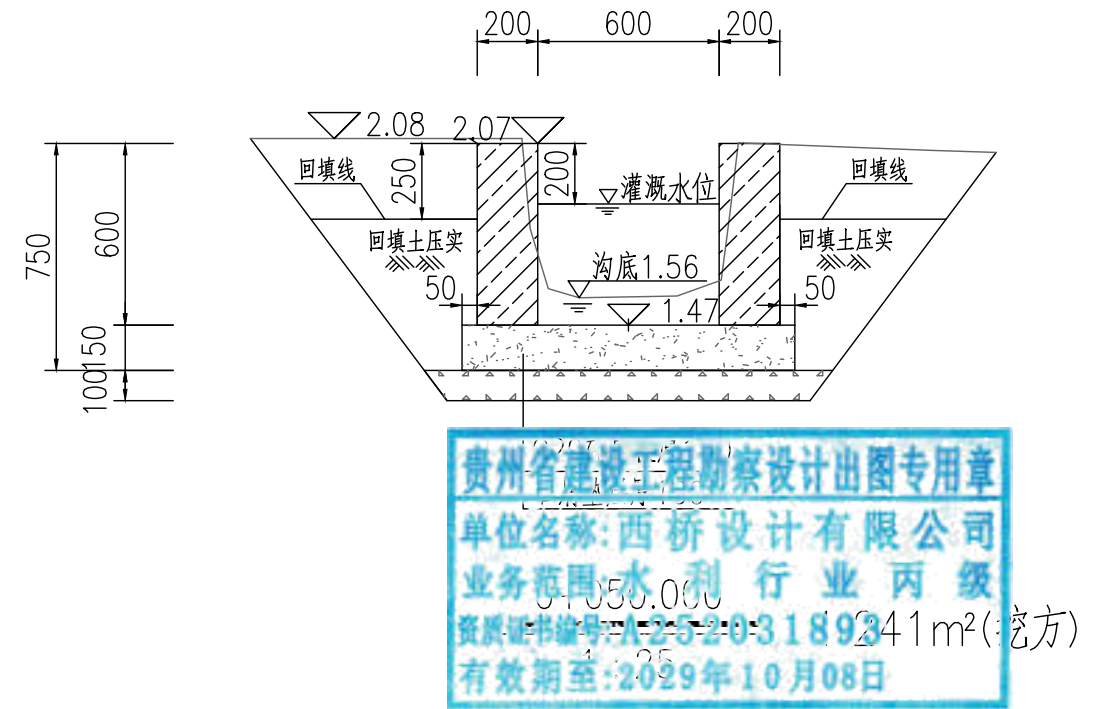 200 600 200
2.08 2.07
回填线 250 200 灌溉水位 回填线
750 600 回填土压实 回填土压实
沟底1.56
50 50
1.47
150
100
贵州省建设工程勘察设计出图专用章
单位名称:西桥设计有限公司
业务范围:水利行业丙级
资质证书编号:A252031893
241m²(挖方)
有效期至:2029年10月08日